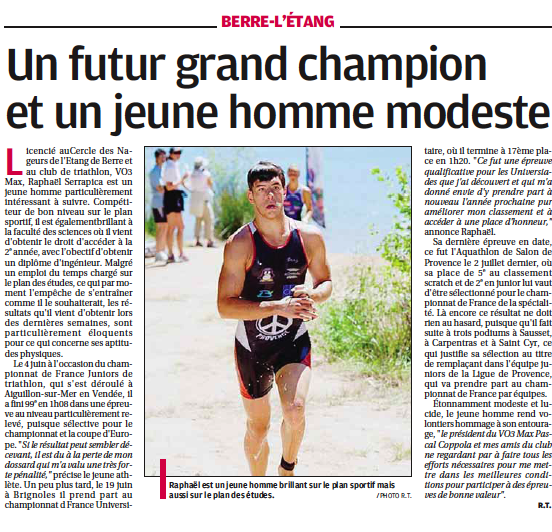 BERRE-L'ÉTANG
Un futur grand champion
et un jeune homme modeste
Licencié auCercle des Na-
geurs de l'Etang de Berre et
au club de triathlon, VO3
Max, Raphaël Serrapica est un
jeune homme particulièrement
intéressant à suivre. Compéti-
teur de bon niveau sur le plan
sportif, il est égalementbrillant à
la faculté des sciences où il vient
d'obtenir le droit d'accéder à la
2e année, avec l'obectif d'obtenir
un diplôme d'ingénieur. Malgré
un emploi du temps chargé sur
le plan des études, ce qui par mo-
ment l'empêche de s'entraîner
comme il le souhaiterait, les ré-
sultats qu'il vient d'obtenir lors
des dernières semaines, sont
particulièrement éloquents
pour ce qui concerne ses aptitu-
des physiques.
Le 4 juin à l'occasion du cham-
pionnat de France Juniors de
triathlon, qui s'est déroulé à
Aiguillon-sur-Mer en Vendée, il
a fini 99e en 1h08 dans une épreu-
ve au niveau particulièrement re-
levé, puisque sélective pour le
championnat et la coupe d'Euro-
pe. "Si le résultat peut sembler dé-
cevant, il est du à la perte de mon
dossard qui m'a valu une très for-
te pénalité," précise le jeune ath-
lète. Un peu plus tard, le 19 juin
à Brignoles il prend part au
championnat d France Universi-
PROVENCE
Raphaël est un jeune homme brillant sur le plan sportif mais
aussi sur le plan des études.
/ PHOTO R.T.
taire, où il termine à 17ème pla-
ce en 1h20. "Ce fut une épreuve
qualificative pour les Universia-
des que j'ai découvert et qui m'a
donné envie d'y prendre part à
nouveau l'année prochaine pur
améliorer mon classement et à
accéder à une place d'honneur,"
annonce Raphaël.
Sa dernière épreuve en date,
ce fut l'Aquathlon de Salon de
Provence le 2 juillet dernier, où
sa place de 5e au classement
scratch et de 2e en junior lui vaut
d'être sélectionné pour le cham-
pionnat de France de la spéciali-
té. Là encore ce résultat ne doit
rien au hasard, puisque qu'il fait
suite à trois podiums à Sausset,
à Carpentras et à Saint Cyr, ce
qui justifie sa sélection au titre
de remplaçant dans l'équipe ju-
niors de la Ligue de Provence,
qui va prendre part au cham-
pionnat de France par équipes.
Étonnamment modeste et lu-
cide, le jeune homme rend vo-
lontiers hommage à son entoura-
ge, "le président du VO3 Max Pas-
cal Coppola et mes amis du club
ne regardant par à faire tous les
efforts nécessaires pour me met-
tre dans les meilleures condi-
tions pour participer à des épreu-
ves de bonne valeur".
R.T.